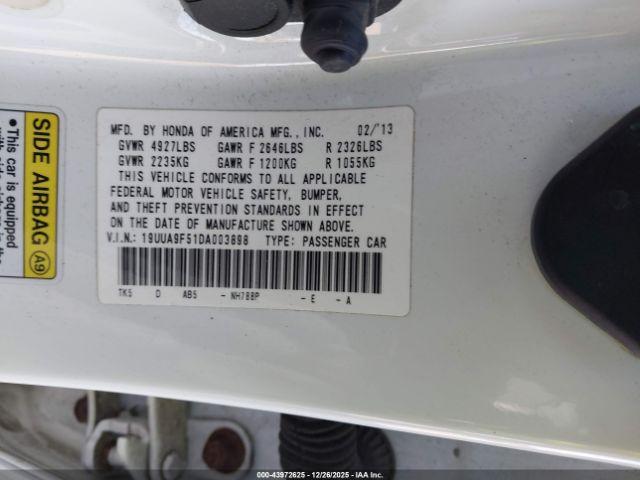 MFD. BY HONDA OF AMERICA MFG., INC. 02/'13
GVWR 4927LBS GAWR F 2646LBS R 2326LBS
GVWR 2235KG GAWR F 1200KG R 1055KG
THIS VEHICLE CONFORMS TO ALL APPLICABLE
FEDERAL MOTOR VEHICLE SAFETY, BUMPER,
AND THEFT PREVENTION STANDARDS IN EFFECT
ON THE DATE OF MANUFACTURE SHOWN ABOVE.
V.I.N.: 19UUA9F51DA003898 TYPE: PASSENGER CAR
TK5 D AB5 - NH788P - E - A
SIDE AIRBAG A9
•This car is equipped
000-43972625 - 12/26/2025 - IAA Inc.